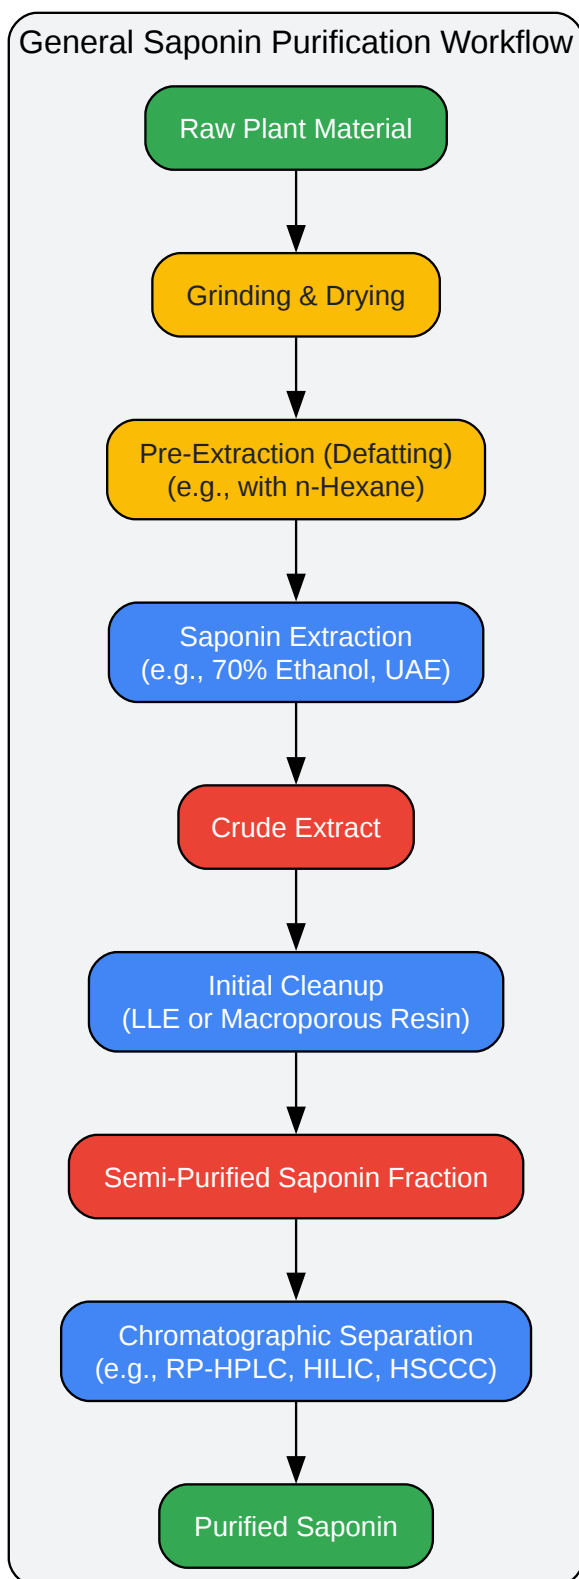 General Saponin Purification Workflow
Raw Plant Material
Grinding & Drying
Pre-Extraction (Defatting)
(e.g., with n-Hexane)
Saponin Extraction
(e.g., 70% Ethanol, UAE)
Crude Extract
Initial Cleanup
(LLE or Macroporous Resin)
Semi-Purified Saponin Fraction
Chromatographic Separation
(e.g., RP-HPLC, HILIC, HSCCC)
Purified Saponin